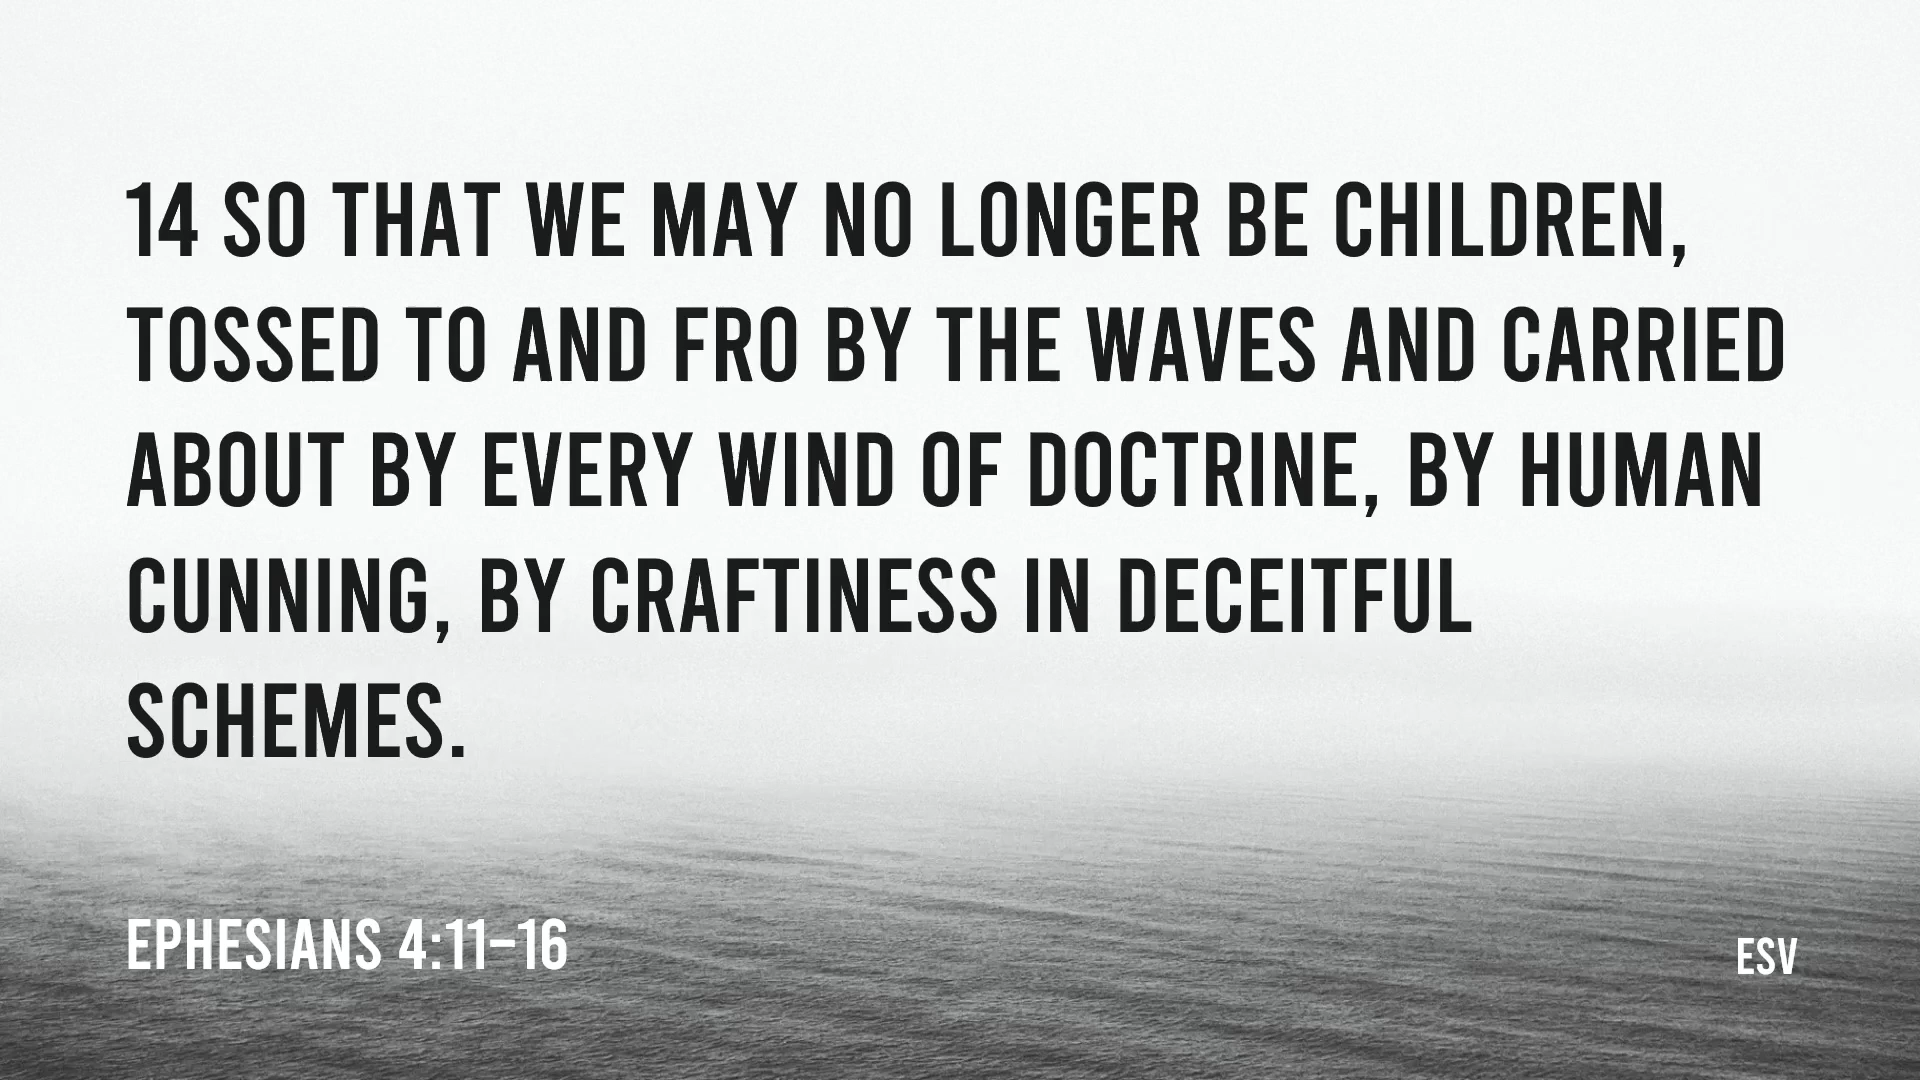 14 SO THAT WE MAY NO LONGER BE CHILDREN,
TOSSED TO AND FRO BY THE WAVES AND CARRIED
ABOUT BY EVERY WIND OF DOCTRINE, BY HUMAN
CUNNING, BY CRAFTINESS IN DECEITFUL
SCHEMES.
EPHESIANS 4:11–16
ESV